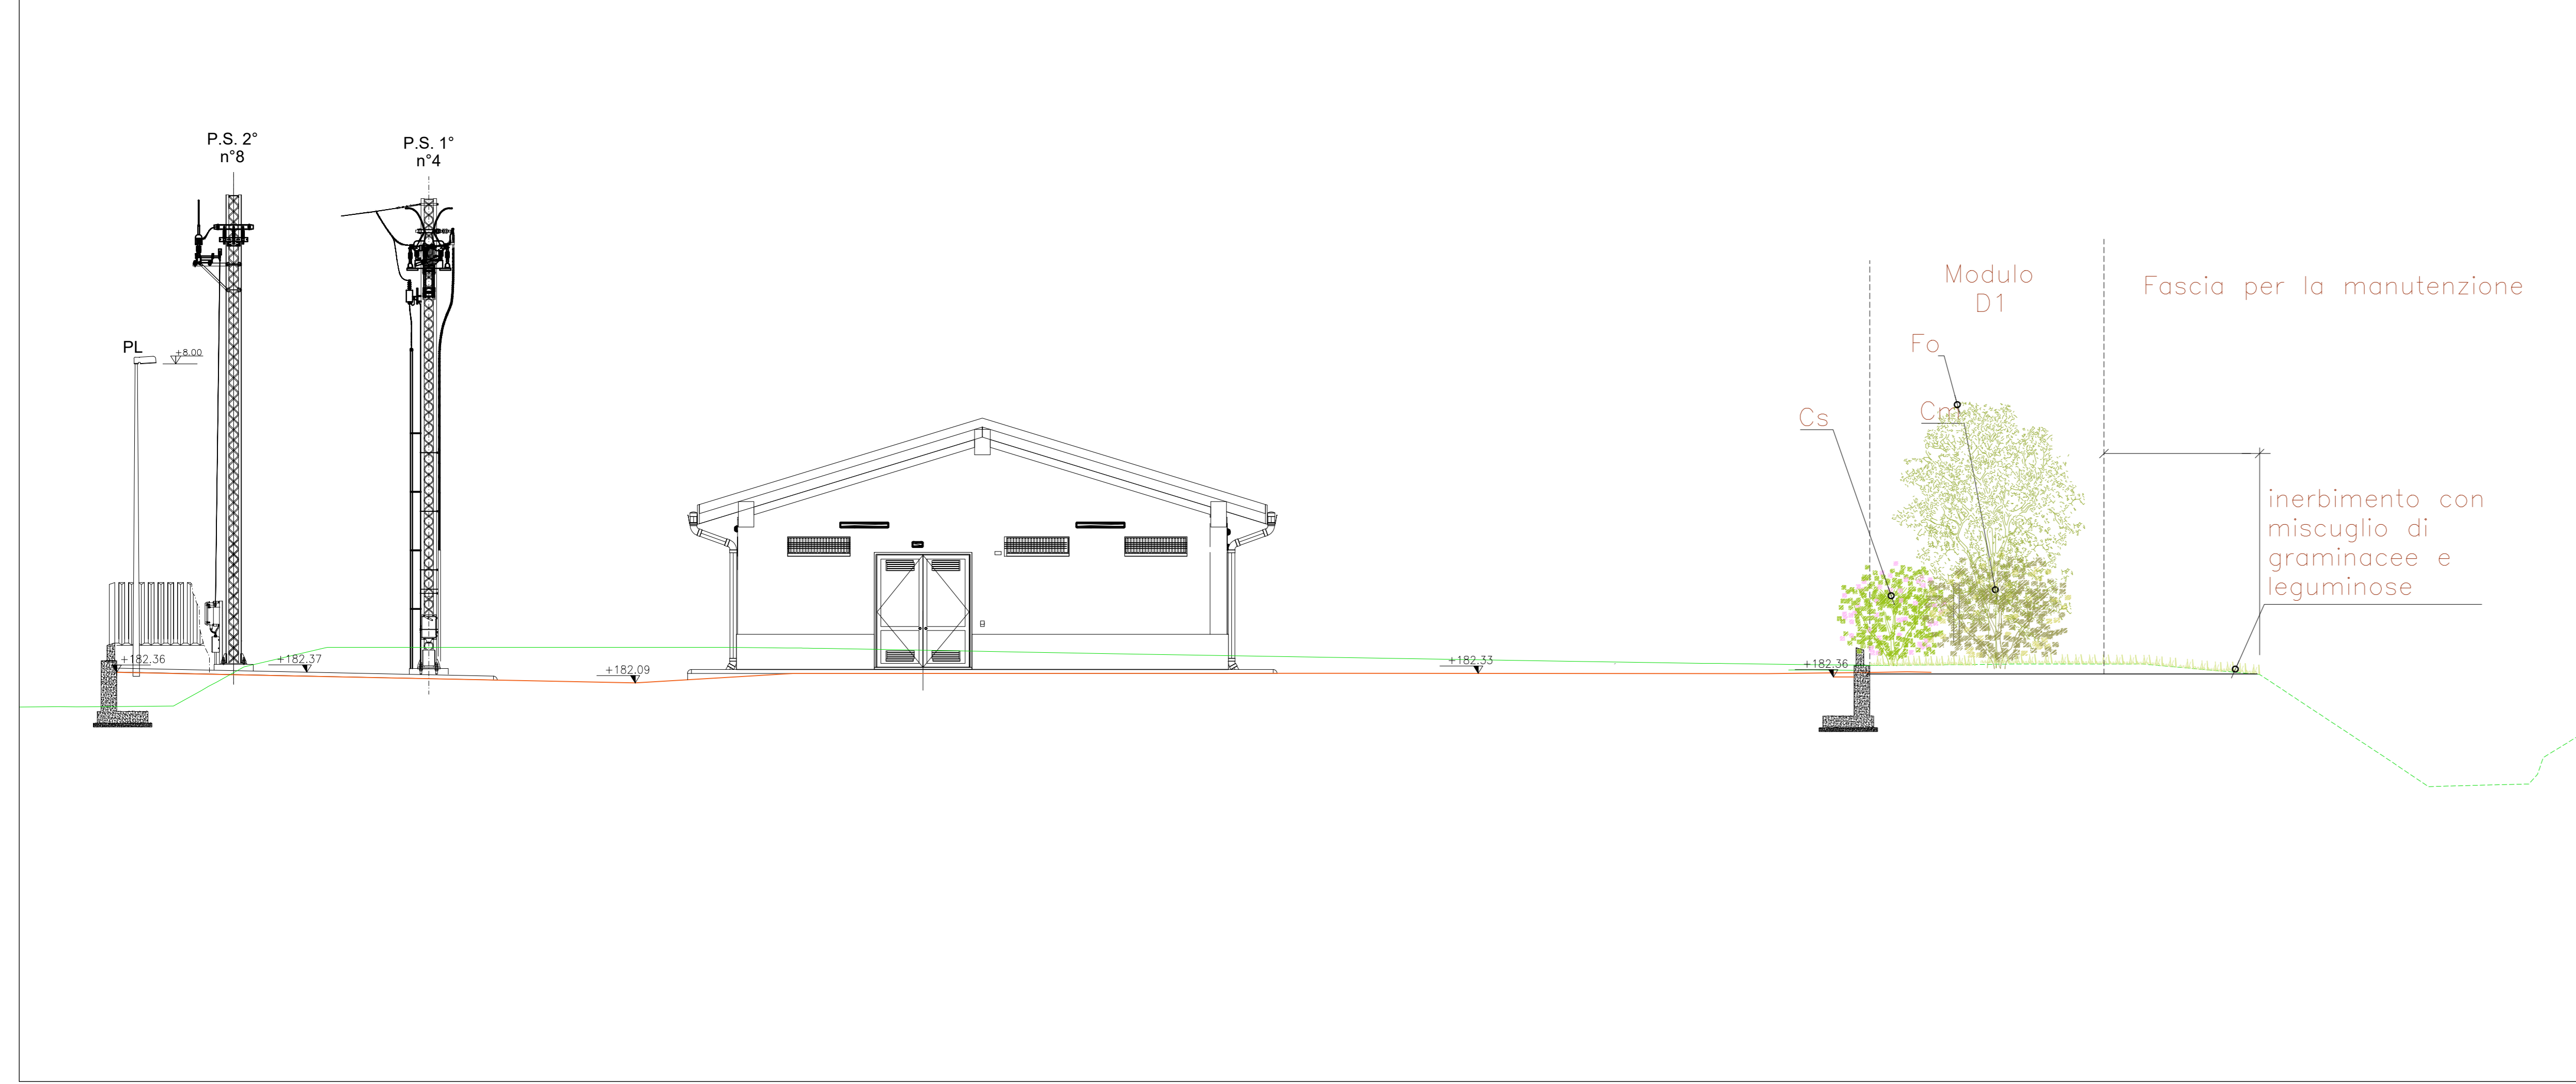 P.S. 2°
n°8
P.S. 1°
n°4
PL
+8.00
Modulo
D1
Fascia per la manutenzione
Fo
Cs
Cm
inerbimento con
miscuglio di
graminacee e
leguminose
+182.36
+182.37
+182.09
+182.33
+182.36